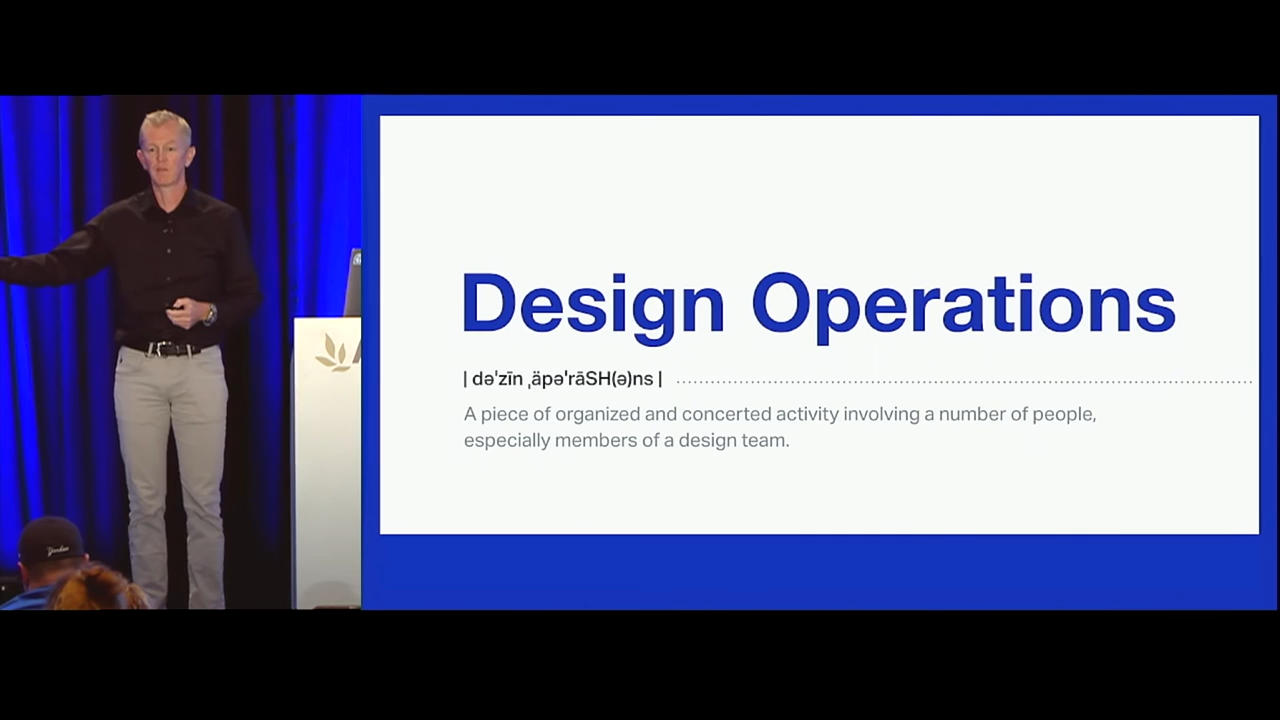 Design Operations
| dəˈzīn ˌäpəˈrāSH(ə)ns |
A piece of organized and concerted activity involving a number of people,
especially members of a design team.